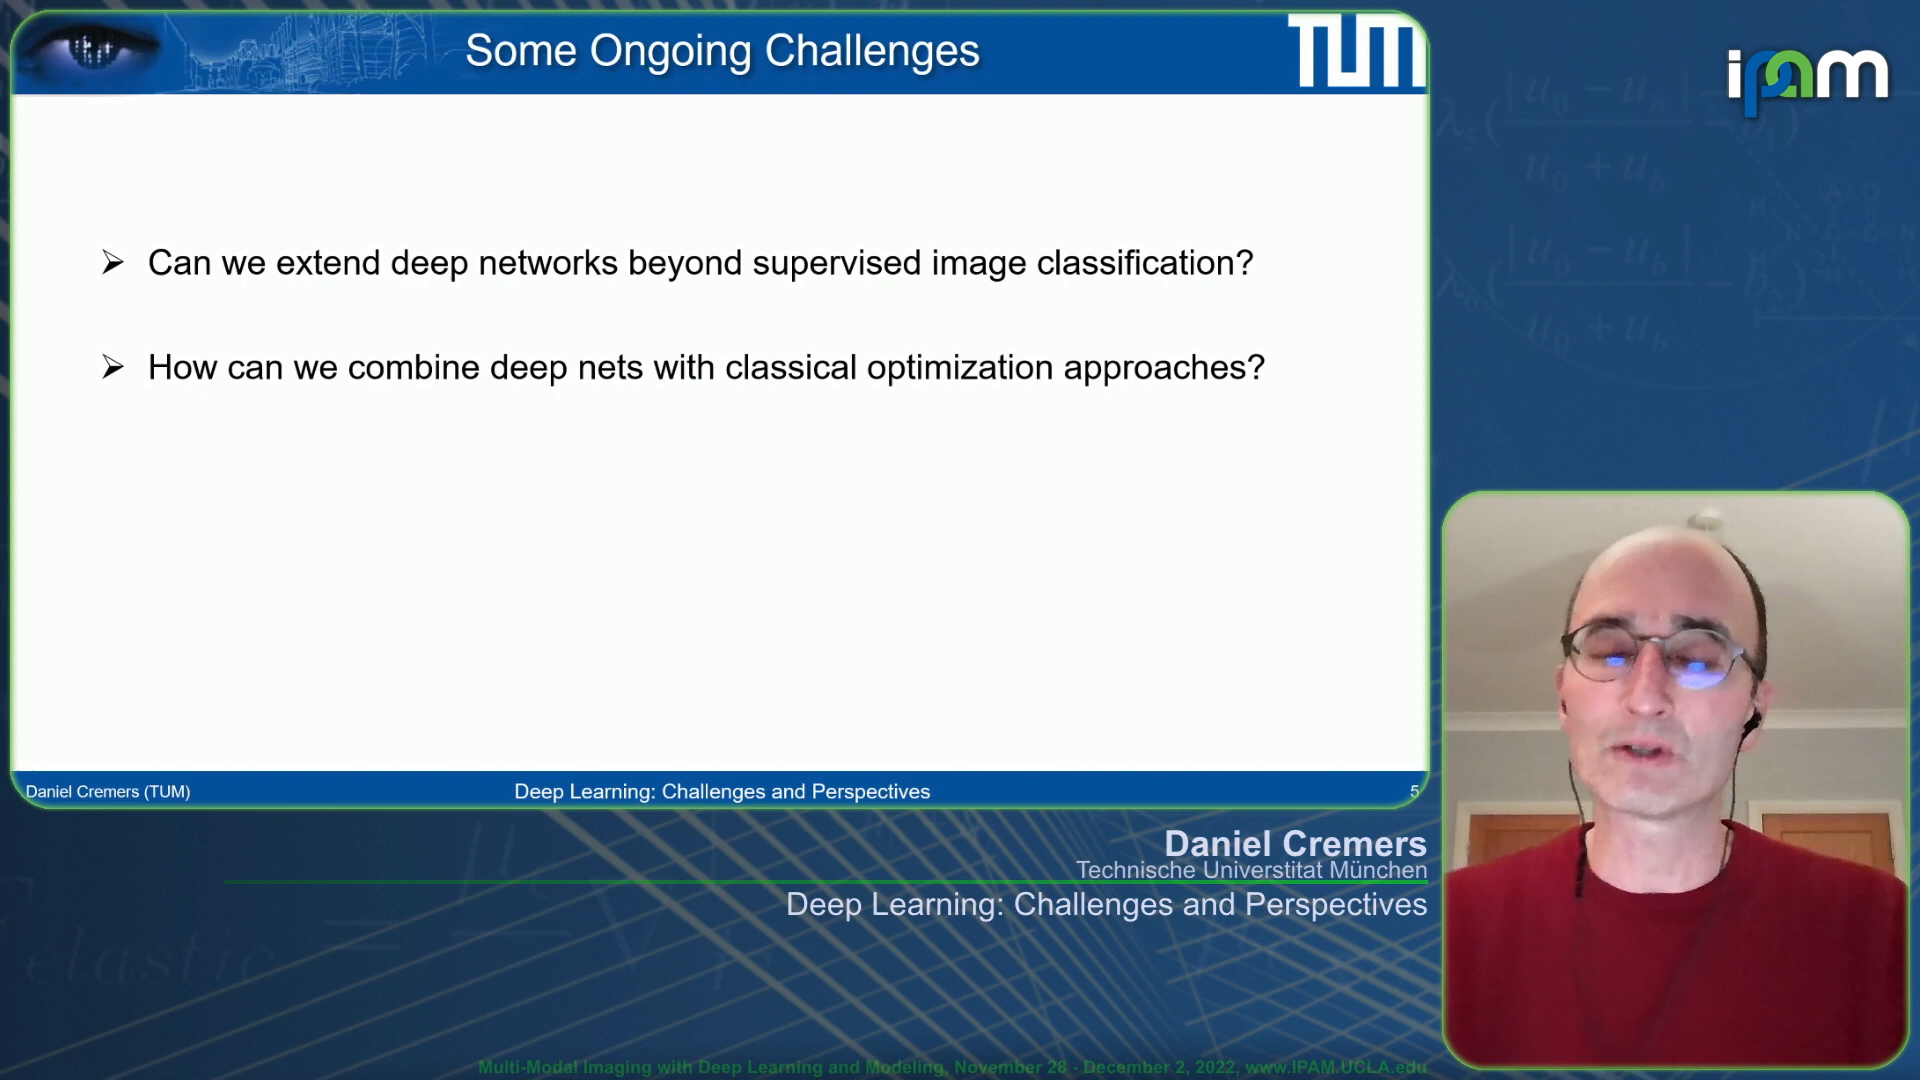 Some Ongoing Challenges
TUM
ipam
➢ Can we extend deep networks beyond supervised image classification?
➢ How can we combine deep nets with classical optimization approaches?
Daniel Cremers (TUM)
Deep Learning: Challenges and Perspectives
5
Daniel Cremers
Technische Universtitat München
Deep Learning: Challenges and Perspectives
elastic
Multi-Modal Imaging with Deep Learning and Modeling, November 28 - December 2, 2022, www.IPAM.UCLA.edu